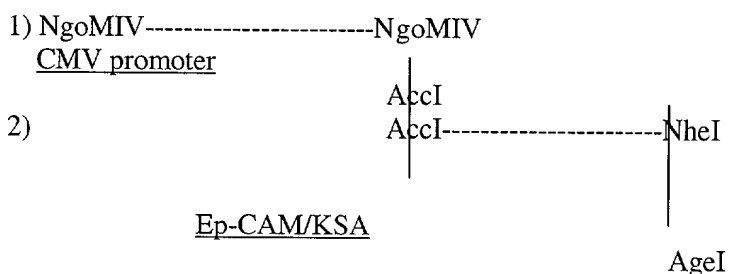 1) NgoMIV-----------------------NgoMIV
CMV promoter
AccI
2) AccI-----------------------NheI
Ep-CAM/KSA
AgeI